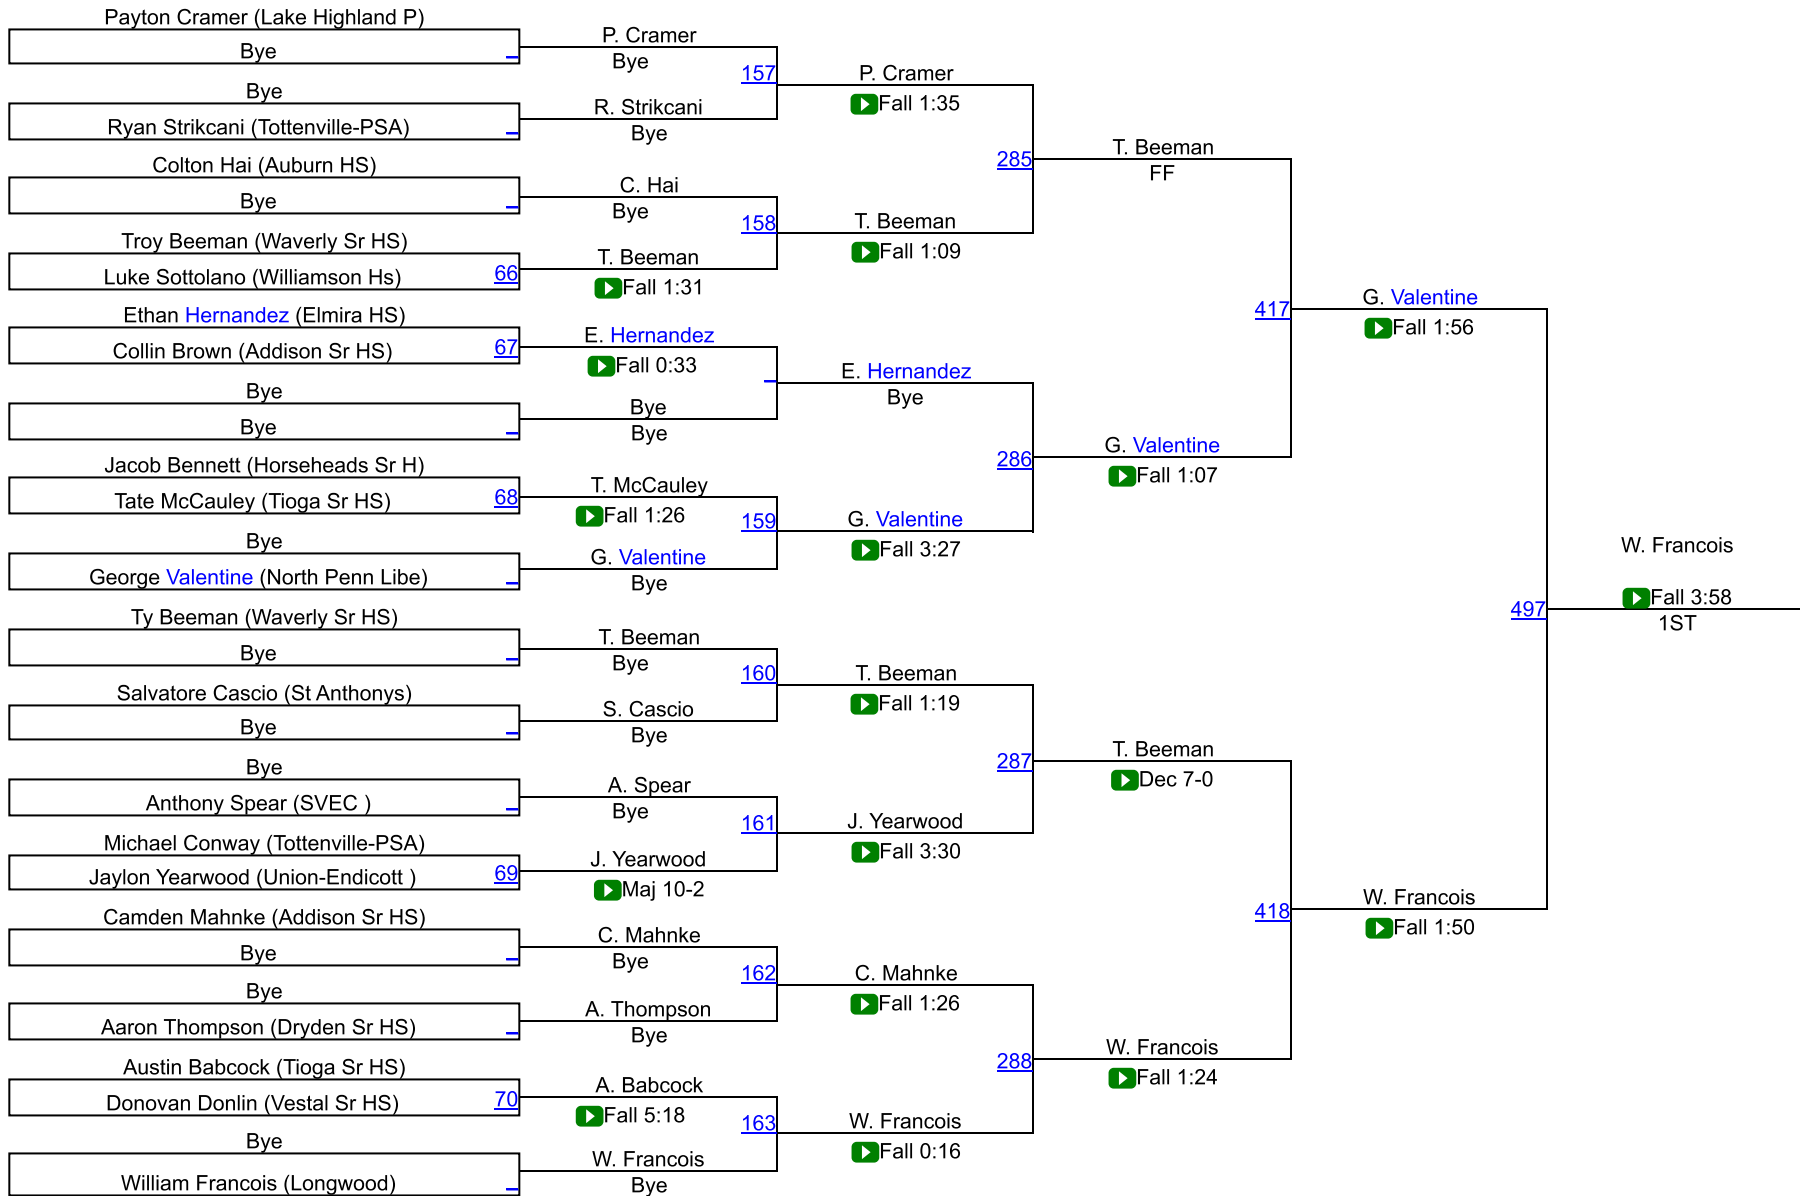 Payton Cramer (Lake Highland P)
Bye
Bye
Ryan Strikcani (Tottenville-PSA)
Colton Hai (Auburn HS)
Bye
Troy Beeman (Waverly Sr HS)
Luke Sottolano (Williamson Hs)
66
Ethan Hernandez (Elmira HS)
Collin Brown (Addison Sr HS)
67
Bye
Bye
Jacob Bennett (Horseheads Sr H)
Tate McCauley (Tioga Sr HS)
68
Bye
George Valentine (North Penn Libe)
Ty Beeman (Waverly Sr HS)
Bye
Salvatore Cascio (St Anthonys)
Bye
Bye
Anthony Spear (SVEC )
Michael Conway (Tottenville-PSA)
Jaylon Yearwood (Union-Endicott )
69
Camden Mahnke (Addison Sr HS)
Bye
Bye
Aaron Thompson (Dryden Sr HS)
Austin Babcock (Tioga Sr HS)
Donovan Donlin (Vestal Sr HS)
70
Bye
William Francois (Longwood)
P. Cramer
Bye
157
R. Strikcani
Bye
C. Hai
Bye
158
T. Beeman
Fall 1:31
E. Hernandez
Fall 0:33
Bye
Bye
T. McCauley
Fall 1:26
159
G. Valentine
Bye
T. Beeman
Bye
160
S. Cascio
Bye
A. Spear
Bye
161
J. Yearwood
Maj 10-2
C. Mahnke
Bye
162
A. Thompson
Bye
A. Babcock
Fall 5:18
163
W. Francois
Bye
P. Cramer
Fall 1:35
285
T. Beeman
Fall 1:09
E. Hernandez
Bye
286
G. Valentine
Fall 3:27
T. Beeman
Fall 1:19
287
J. Yearwood
Fall 3:30
C. Mahnke
Fall 1:26
288
W. Francois
Fall 0:16
T. Beeman
FF
417
G. Valentine
Fall 1:07
T. Beeman
Dec 7-0
418
W. Francois
Fall 1:24
G. Valentine
Fall 1:56
497
W. Francois
Fall 1:50
W. Francois
Fall 3:58
1ST